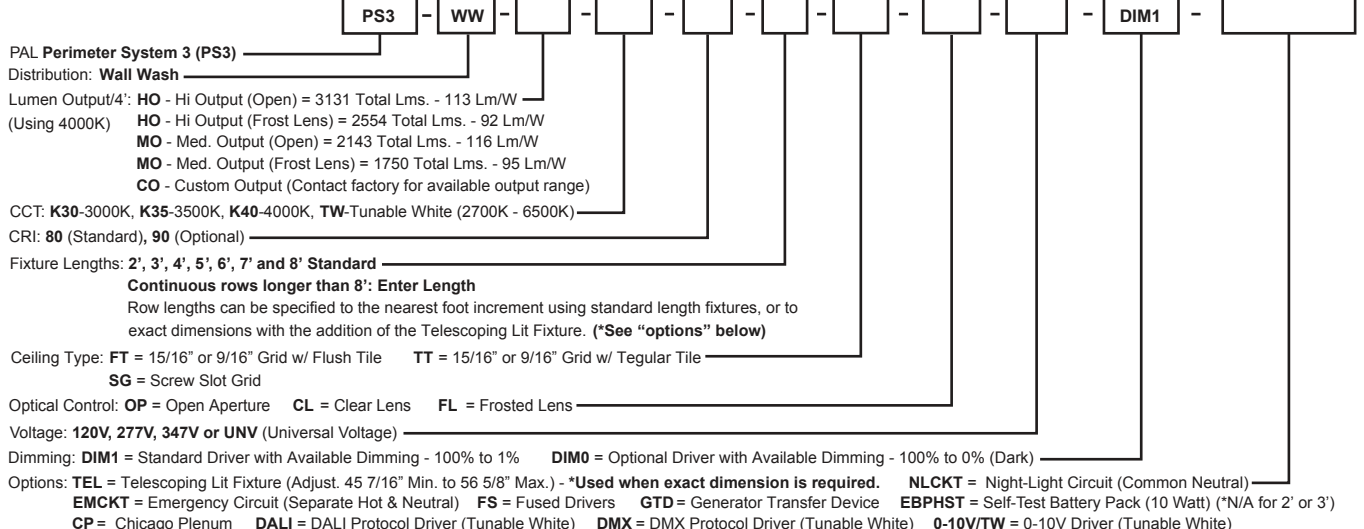 PS3 - WW - - - - - - - - DIM1 -
PAL Perimeter System 3 (PS3)
Distribution: Wall Wash
Lumen Output/4': HO - Hi Output (Open) = 3131 Total Lms. - 113 Lm/W
(Using 4000K) HO - Hi Output (Frost Lens) = 2554 Total Lms. - 92 Lm/W
MO - Med. Output (Open) = 2143 Total Lms. - 116 Lm/W
MO - Med. Output (Frost Lens) = 1750 Total Lms. - 95 Lm/W
CO - Custom Output (Contact factory for available output range)
CCT: K30-3000K, K35-3500K, K40-4000K, TW-Tunable White (2700K - 6500K)
CRI: 80 (Standard), 90 (Optional)
Fixture Lengths: 2', 3', 4', 5', 6', 7' and 8' Standard
Continuous rows longer than 8': Enter Length
Row lengths can be specified to the nearest foot increment using standard length fixtures, or to
exact dimensions with the addition of the Telescoping Lit Fixture. (*See “options” below)
Ceiling Type: FT = 15/16” or 9/16” Grid w/ Flush Tile TT = 15/16” or 9/16” Grid w/ Tegular Tile
SG = Screw Slot Grid
Optical Control: OP = Open Aperture CL = Clear Lens FL = Frosted Lens
Voltage: 120V, 277V, 347V or UNV (Universal Voltage)
Dimming: DIM1 = Standard Driver with Available Dimming - 100% to 1% DIM0 = Optional Driver with Available Dimming - 100% to 0% (Dark)
Options: TEL = Telescoping Lit Fixture (Adjust. 45 7/16” Min. to 56 5/8” Max.) - *Used when exact dimension is required. NLCKT = Night-Light Circuit (Common Neutral)
EMCKT = Emergency Circuit (Separate Hot & Neutral) FS = Fused Drivers GTD = Generator Transfer Device EBPHST = Self-Test Battery Pack (10 Watt) (*N/A for 2' or 3')
CP = Chicago Plenum DALI = DALI Protocol Driver (Tunable White) DMX = DMX Protocol Driver (Tunable White) 0-10V/TW = 0-10V Driver (Tunable White)